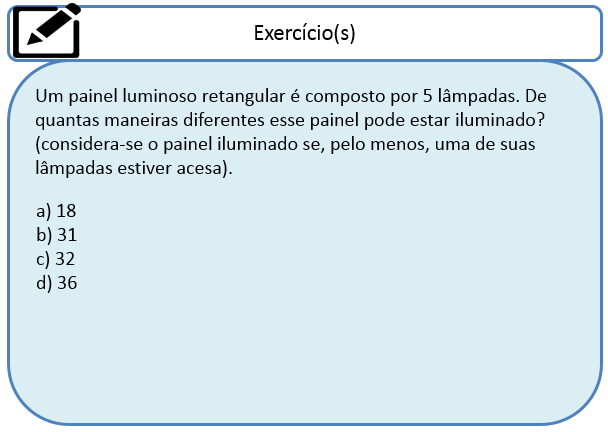 Exercício(s)
Um painel luminoso retangular é composto por 5 lâmpadas. De
quantas maneiras diferentes esse painel pode estar iluminado?
(considera-se o painel iluminado se, pelo menos, uma de suas
lâmpadas estiver acesa).
a) 18
b) 31
c) 32
d) 36